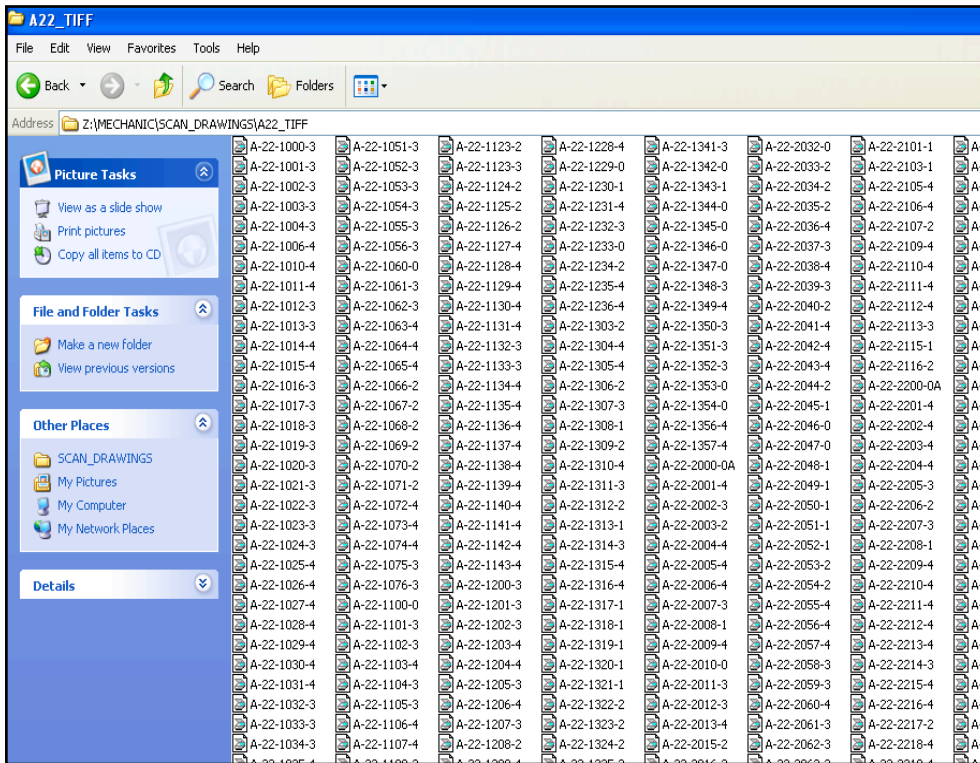 A22_TIFF
File Edit View Favorites Tools Help
Back Search Folders
Address Z:\MECHANIC\SCAN_DRAWINGS\A22_TIFF
Picture Tasks
View as a slide show
Print pictures
Copy all items to CD
File and Folder Tasks
Make a new folder
View previous versions
Other Places
SCAN_DRAWINGS
My Pictures
My Computer
My Network Places
Details
A-22-1000-3 A-22-1051-3 A-22-1123-2 A-22-1228-4 A-22-1341-3 A-22-2032-0 A-22-2101-1
A-22-1001-3 A-22-1052-3 A-22-1123-3 A-22-1229-0 A-22-1342-0 A-22-2033-2 A-22-2103-1
A-22-1002-3 A-22-1053-3 A-22-1124-2 A-22-1230-1 A-22-1343-1 A-22-2034-2 A-22-2105-4
A-22-1003-3 A-22-1054-3 A-22-1125-2 A-22-1231-4 A-22-1344-0 A-22-2035-2 A-22-2106-4
A-22-1004-3 A-22-1055-3 A-22-1126-2 A-22-1232-3 A-22-1345-0 A-22-2036-4 A-22-2107-2
A-22-1006-4 A-22-1056-3 A-22-1127-4 A-22-1233-0 A-22-1346-0 A-22-2037-3 A-22-2109-4
A-22-1010-4 A-22-1060-0 A-22-1128-4 A-22-1234-2 A-22-1347-0 A-22-2038-4 A-22-2110-4
A-22-1011-4 A-22-1061-3 A-22-1129-4 A-22-1235-4 A-22-1348-3 A-22-2039-3 A-22-2111-4
A-22-1012-3 A-22-1062-3 A-22-1130-4 A-22-1236-4 A-22-1349-4 A-22-2040-2 A-22-2112-4
A-22-1013-3 A-22-1063-4 A-22-1131-4 A-22-1303-2 A-22-1350-3 A-22-2041-4 A-22-2113-3
A-22-1014-4 A-22-1064-4 A-22-1132-3 A-22-1304-4 A-22-1351-3 A-22-2042-4 A-22-2115-1
A-22-1015-4 A-22-1065-4 A-22-1133-3 A-22-1305-4 A-22-1352-3 A-22-2043-4 A-22-2116-2
A-22-1016-3 A-22-1066-2 A-22-1134-4 A-22-1306-2 A-22-1353-0 A-22-2044-2 A-22-2200-0A
A-22-1017-3 A-22-1067-2 A-22-1135-4 A-22-1307-3 A-22-1354-0 A-22-2045-1 A-22-2201-4
A-22-1018-3 A-22-1068-2 A-22-1136-4 A-22-1308-1 A-22-1356-4 A-22-2046-0 A-22-2202-4
A-22-1019-3 A-22-1069-2 A-22-1137-4 A-22-1309-2 A-22-1357-4 A-22-2047-0 A-22-2203-4
A-22-1020-3 A-22-1070-2 A-22-1138-4 A-22-1310-4 A-22-2000-0A A-22-2048-1 A-22-2204-4
A-22-1021-3 A-22-1071-2 A-22-1139-4 A-22-1311-3 A-22-2001-4 A-22-2049-1 A-22-2205-3
A-22-1022-3 A-22-1072-4 A-22-1140-4 A-22-1312-2 A-22-2002-3 A-22-2050-1 A-22-2206-2
A-22-1023-3 A-22-1073-4 A-22-1141-4 A-22-1313-1 A-22-2003-2 A-22-2051-1 A-22-2207-3
A-22-1024-3 A-22-1074-4 A-22-1142-4 A-22-1314-3 A-22-2004-4 A-22-2052-1 A-22-2208-1
A-22-1025-4 A-22-1075-3 A-22-1143-4 A-22-1315-4 A-22-2005-4 A-22-2053-2 A-22-2209-4
A-22-1026-4 A-22-1076-3 A-22-1200-3 A-22-1316-4 A-22-2006-4 A-22-2054-2 A-22-2210-4
A-22-1027-4 A-22-1100-0 A-22-1201-3 A-22-1317-1 A-22-2007-3 A-22-2055-4 A-22-2211-4
A-22-1028-4 A-22-1101-3 A-22-1202-3 A-22-1318-1 A-22-2008-1 A-22-2056-4 A-22-2212-4
A-22-1029-4 A-22-1102-3 A-22-1203-4 A-22-1319-1 A-22-2009-4 A-22-2057-4 A-22-2213-4
A-22-1030-4 A-22-1103-4 A-22-1204-4 A-22-1320-1 A-22-2010-0 A-22-2058-3 A-22-2214-3
A-22-1031-4 A-22-1104-3 A-22-1205-3 A-22-1321-1 A-22-2011-3 A-22-2059-3 A-22-2215-4
A-22-1032-3 A-22-1105-3 A-22-1206-4 A-22-1322-2 A-22-2012-3 A-22-2060-4 A-22-2216-4
A-22-1033-3 A-22-1106-4 A-22-1207-3 A-22-1323-2 A-22-2013-4 A-22-2061-3 A-22-2217-2
A-22-1034-3 A-22-1107-4 A-22-1208-2 A-22-1324-2 A-22-2015-2 A-22-2062-3 A-22-2218-4